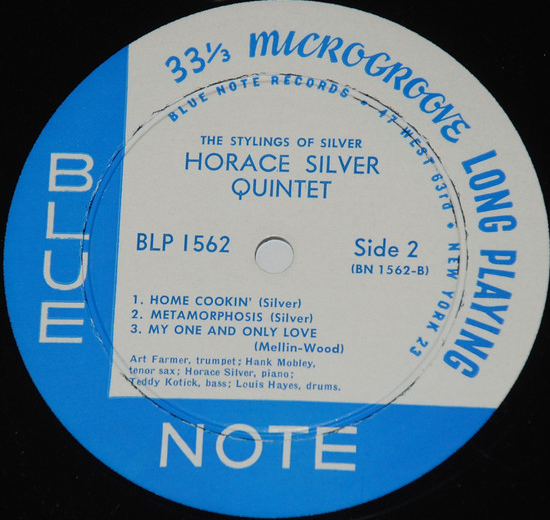 33⅓ MICROGROOVE LONG PLAYING
BLUE NOTE RECORDS • 47 WEST 63rd • NEW YORK 23
THE STYLINGS OF SILVER
HORACE SILVER
QUINTET
BLP 1562
Side 2
(BN 1562-B)
1. HOME COOKIN' (Silver)
2. METAMORPHOSIS (Silver)
3. MY ONE AND ONLY LOVE
(Mellin-Wood)
Art Farmer, trumpet; Hank Mobley,
tenor sax; Horace Silver, piano;
Teddy Kotick, bass; Louis Hayes, drums.
BLUE
NOTE